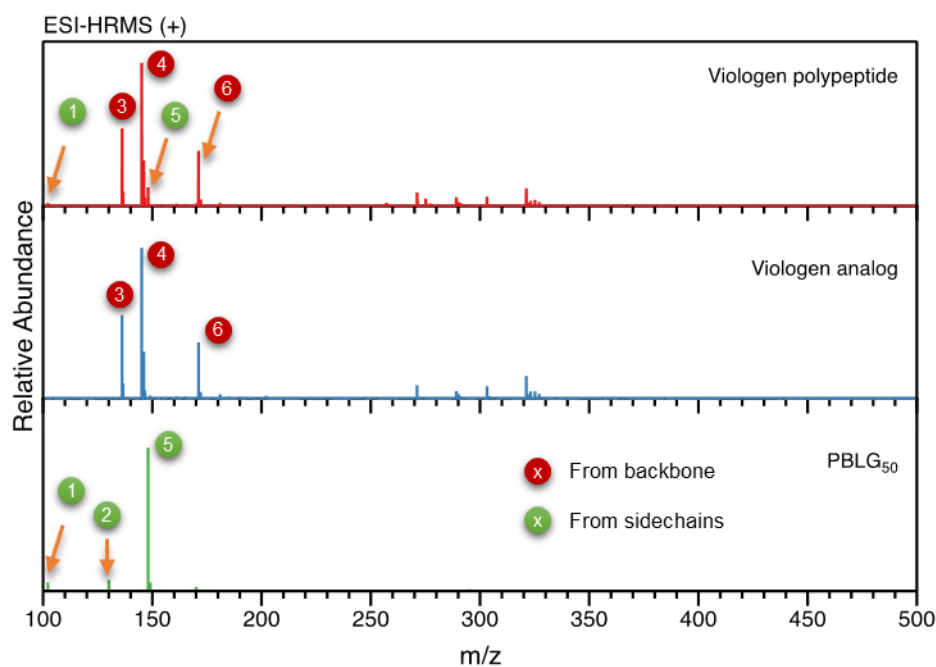 ESI-HRMS (+)
Viologen polypeptide
1
3
4
5
6
Viologen analog
3
4
6
PBLG50
1
2
5
x From backbone
x From sidechains
Relative Abundance
100 150 200 250 300 350 400 450 500
m/z